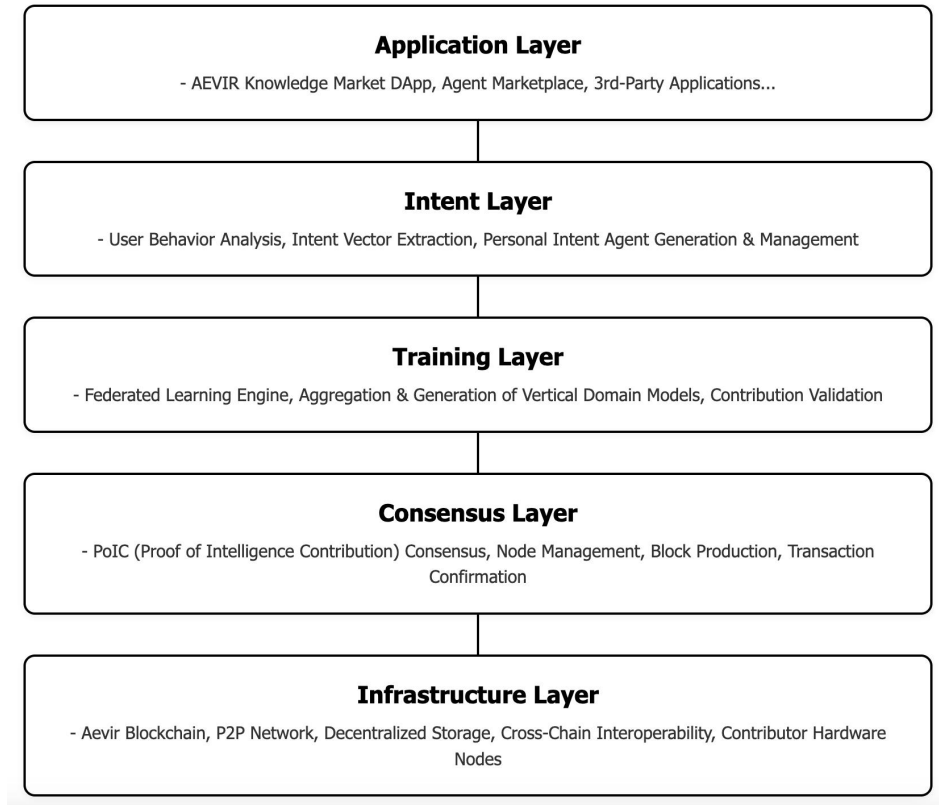 Application Layer
- AEVIR Knowledge Market DApp, Agent Marketplace, 3rd-Party Applications...
Intent Layer
- User Behavior Analysis, Intent Vector Extraction, Personal Intent Agent Generation & Management
Training Layer
- Federated Learning Engine, Aggregation & Generation of Vertical Domain Models, Contribution Validation
Consensus Layer
- PoIC (Proof of Intelligence Contribution) Consensus, Node Management, Block Production, Transaction
Confirmation
Infrastructure Layer
- Aevir Blockchain, P2P Network, Decentralized Storage, Cross-Chain Interoperability, Contributor Hardware
Nodes